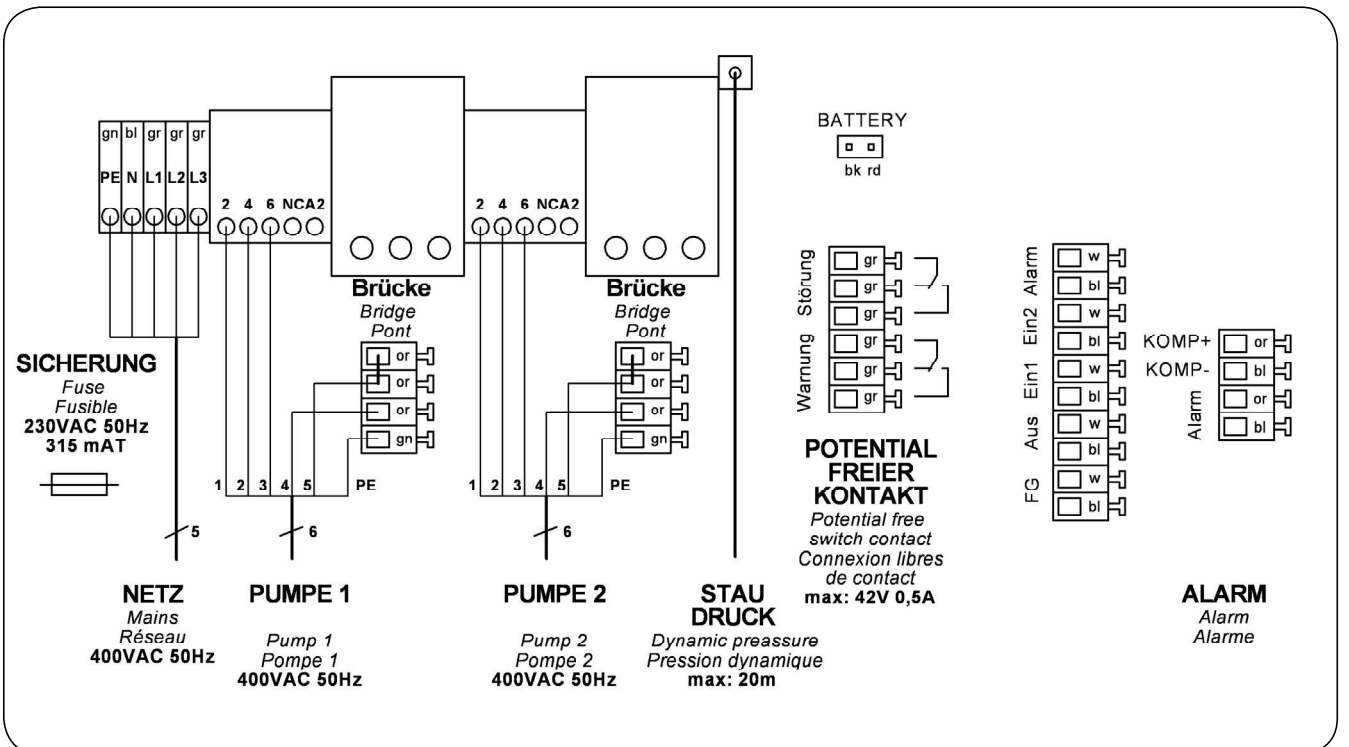 gn bl gr gr gr
PE N L1 L2 L3
2 4 6 NC A2
Brücke
Bridge
Pont
or
or
or
gn
2 4 6 NC A2
Brücke
Bridge
Pont
or
or
or
gn
SICHERUNG
Fuse
Fusible
230VAC 50Hz
315 mAT
5
NETZ
Mains
Réseau
400VAC 50Hz
1 2 3 4 5 PE
6
PUMPE 1
Pump 1
Pompe 1
400VAC 50Hz
1 2 3 4 5 PE
6
PUMPE 2
Pump 2
Pompe 2
400VAC 50Hz
STAU
DRUCK
Dynamic preassure
Pression dynamique
max: 20m
BATTERY
bk rd
Störung
gr
gr
gr
Warnung
gr
gr
gr
POTENTIAL
FREIER
KONTAKT
Potential free
switch contact
Connexion libres
de contact
max: 42V 0,5A
Alarm
w
bl
Ein2
w
bl
Ein1
w
bl
Aus
w
bl
FG
w
bl
KOMP+ or
KOMP- bl
Alarm
or
bl
ALARM
Alarm
Alarme